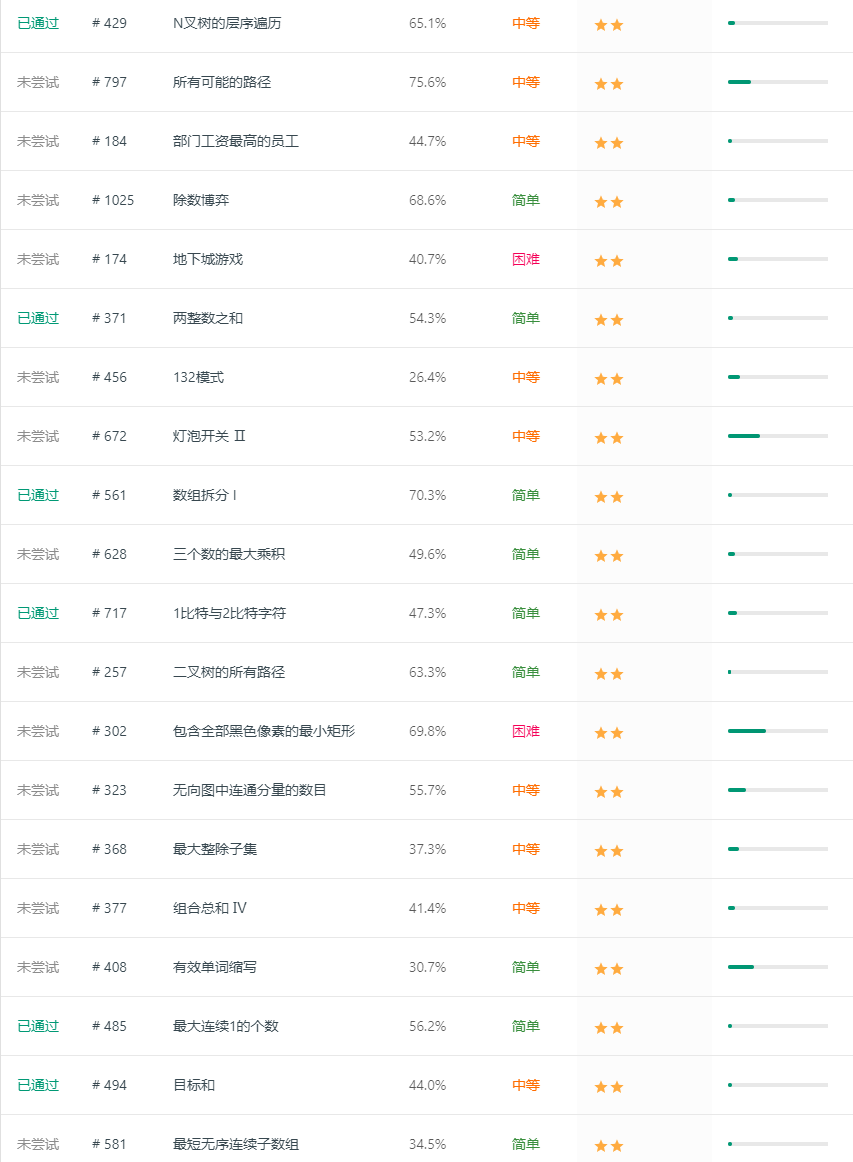 已通过 # 429 N叉树的层序遍历 65.1% 中等
未尝试 # 797 所有可能的路径 75.6% 中等
未尝试 # 184 部门工资最高的员工 44.7% 中等
未尝试 # 1025 除数博弈 68.6% 简单
未尝试 # 174 地下城游戏 40.7% 困难
已通过 # 371 两整数之和 54.3% 简单
未尝试 # 456 132模式 26.4% 中等
未尝试 # 672 灯泡开关 Ⅱ 53.2% 中等
已通过 # 561 数组拆分 I 70.3% 简单
未尝试 # 628 三个数的最大乘积 49.6% 简单
已通过 # 717 1比特与2比特字符 47.3% 简单
未尝试 # 257 二叉树的所有路径 63.3% 简单
未尝试 # 302 包含全部黑色像素的最小矩形 69.8% 困难
未尝试 # 323 无向图中连通分量的数目 55.7% 中等
未尝试 # 368 最大整除子集 37.3% 中等
未尝试 # 377 组合总和 Ⅳ 41.4% 中等
未尝试 # 408 有效单词缩写 30.7% 简单
已通过 # 485 最大连续1的个数 56.2% 简单
已通过 # 494 目标和 44.0% 中等
未尝试 # 581 最短无序连续子数组 34.5% 简单